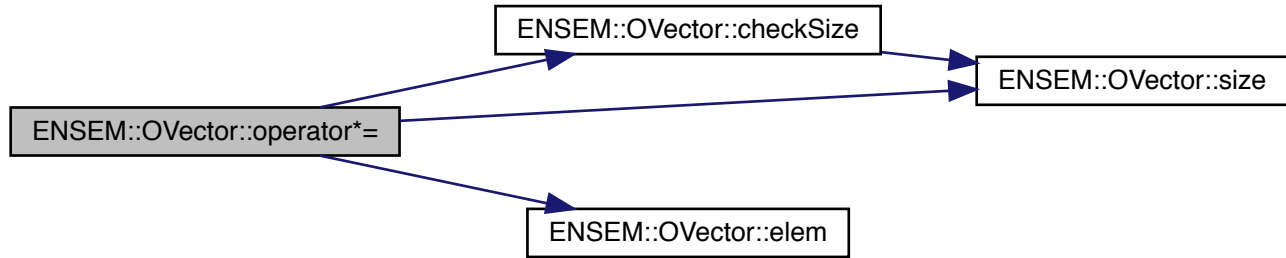 ENSEM::OVector::checkSize
ENSEM::OVector::size
ENSEM::OVector::operator*=
ENSEM::OVector::elem